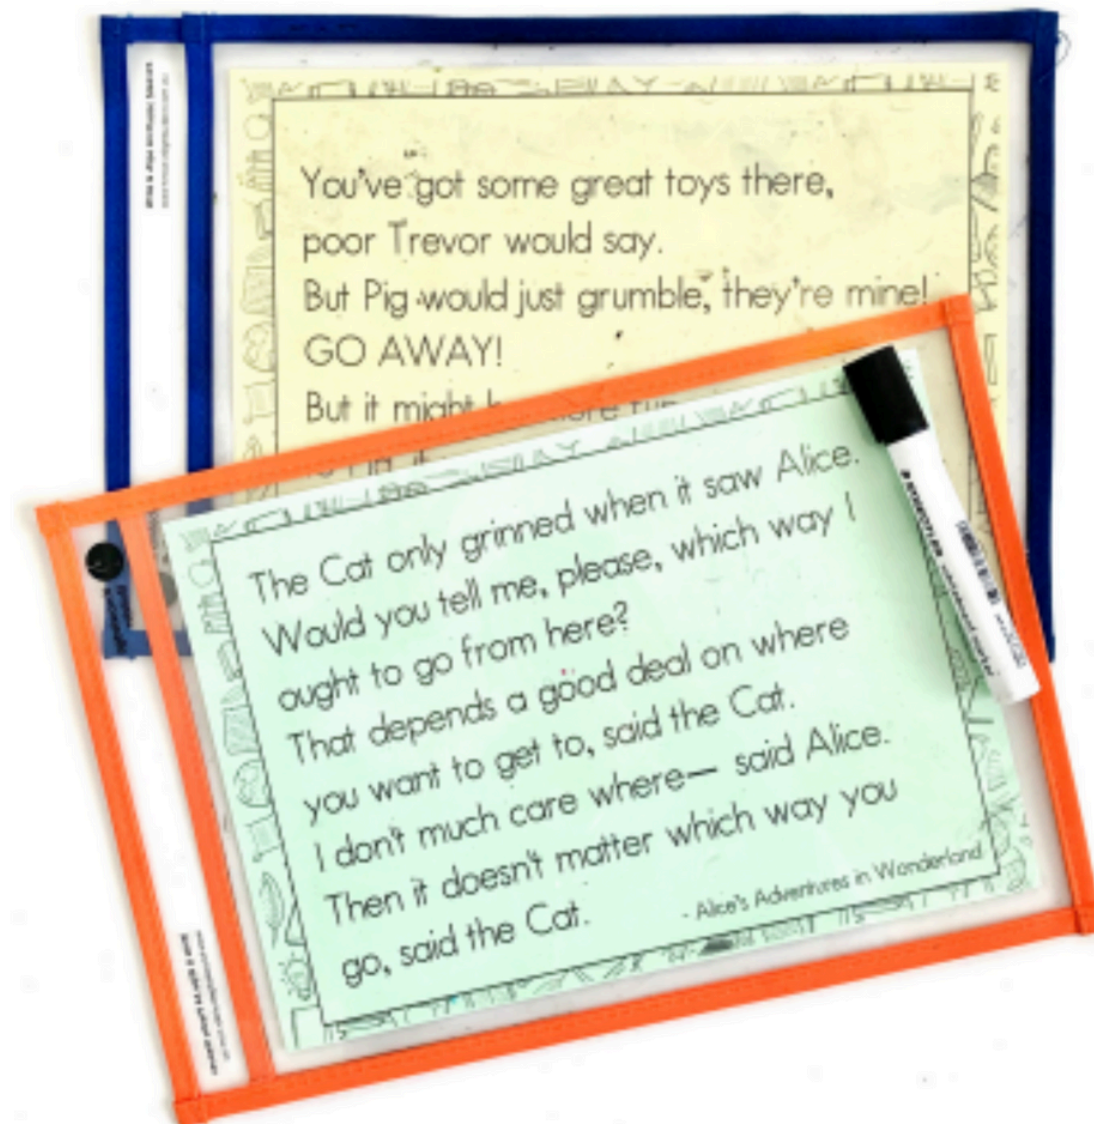 You've got some great toys there,
poor Trevor would say.
But Pig would just grumble, they're mine!
GO AWAY!
But it might
The Cat only grinned when it saw Alice.
Would you tell me, please, which way I
ought to go from here?
That depends a good deal on where
you want to get to, said the Cat.
I don't much care where— said Alice.
Then it doesn't matter which way you
go, said the Cat.
- Alice's Adventures in Wonderland